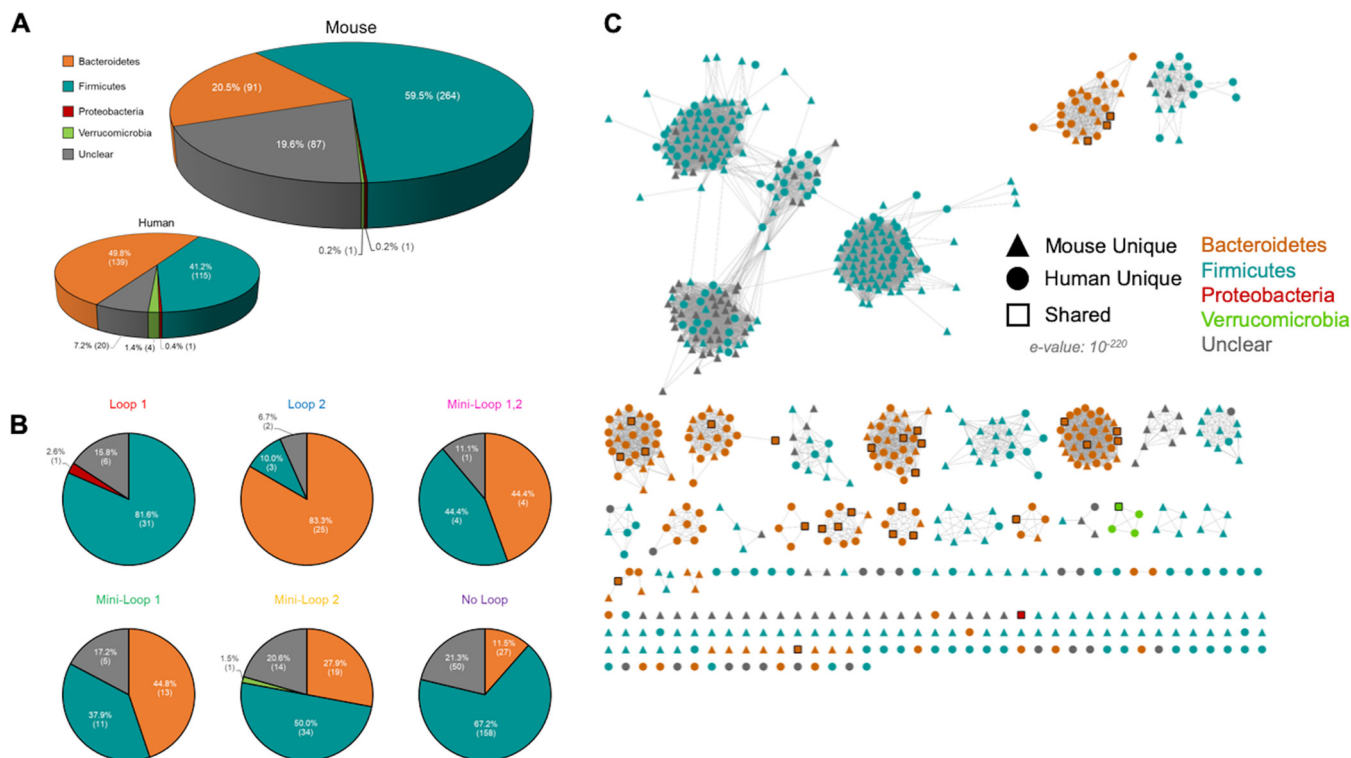 A
Mouse
Bacteroidetes
Firmicutes
Proteobacteria
Verrucomicrobia
Unclear
20.5% (91)
59.5% (264)
19.6% (87)
0.2% (1)
0.2% (1)
Human
49.8%
(139)
41.2%
(115)
7.2% (20)
1.4% (4)
0.4% (1)
B
Loop 1
2.6%
(1)
15.8%
(6)
81.6%
(31)
Loop 2
6.7%
(2)
10.0%
(3)
83.3%
(25)
Mini-Loop 1,2
11.1%
(1)
44.4%
(4)
44.4%
(4)
Mini-Loop 1
17.2%
(5)
44.8%
(13)
37.9%
(11)
Mini-Loop 2
1.5%
(1)
20.6%
(14)
27.9%
(19)
50.0%
(34)
No Loop
21.3%
(50)
11.5%
(27)
67.2%
(158)
C
Mouse Unique
Human Unique
Shared
e-value: 10-220
Bacteroidetes
Firmicutes
Proteobacteria
Verrucomicrobia
Unclear